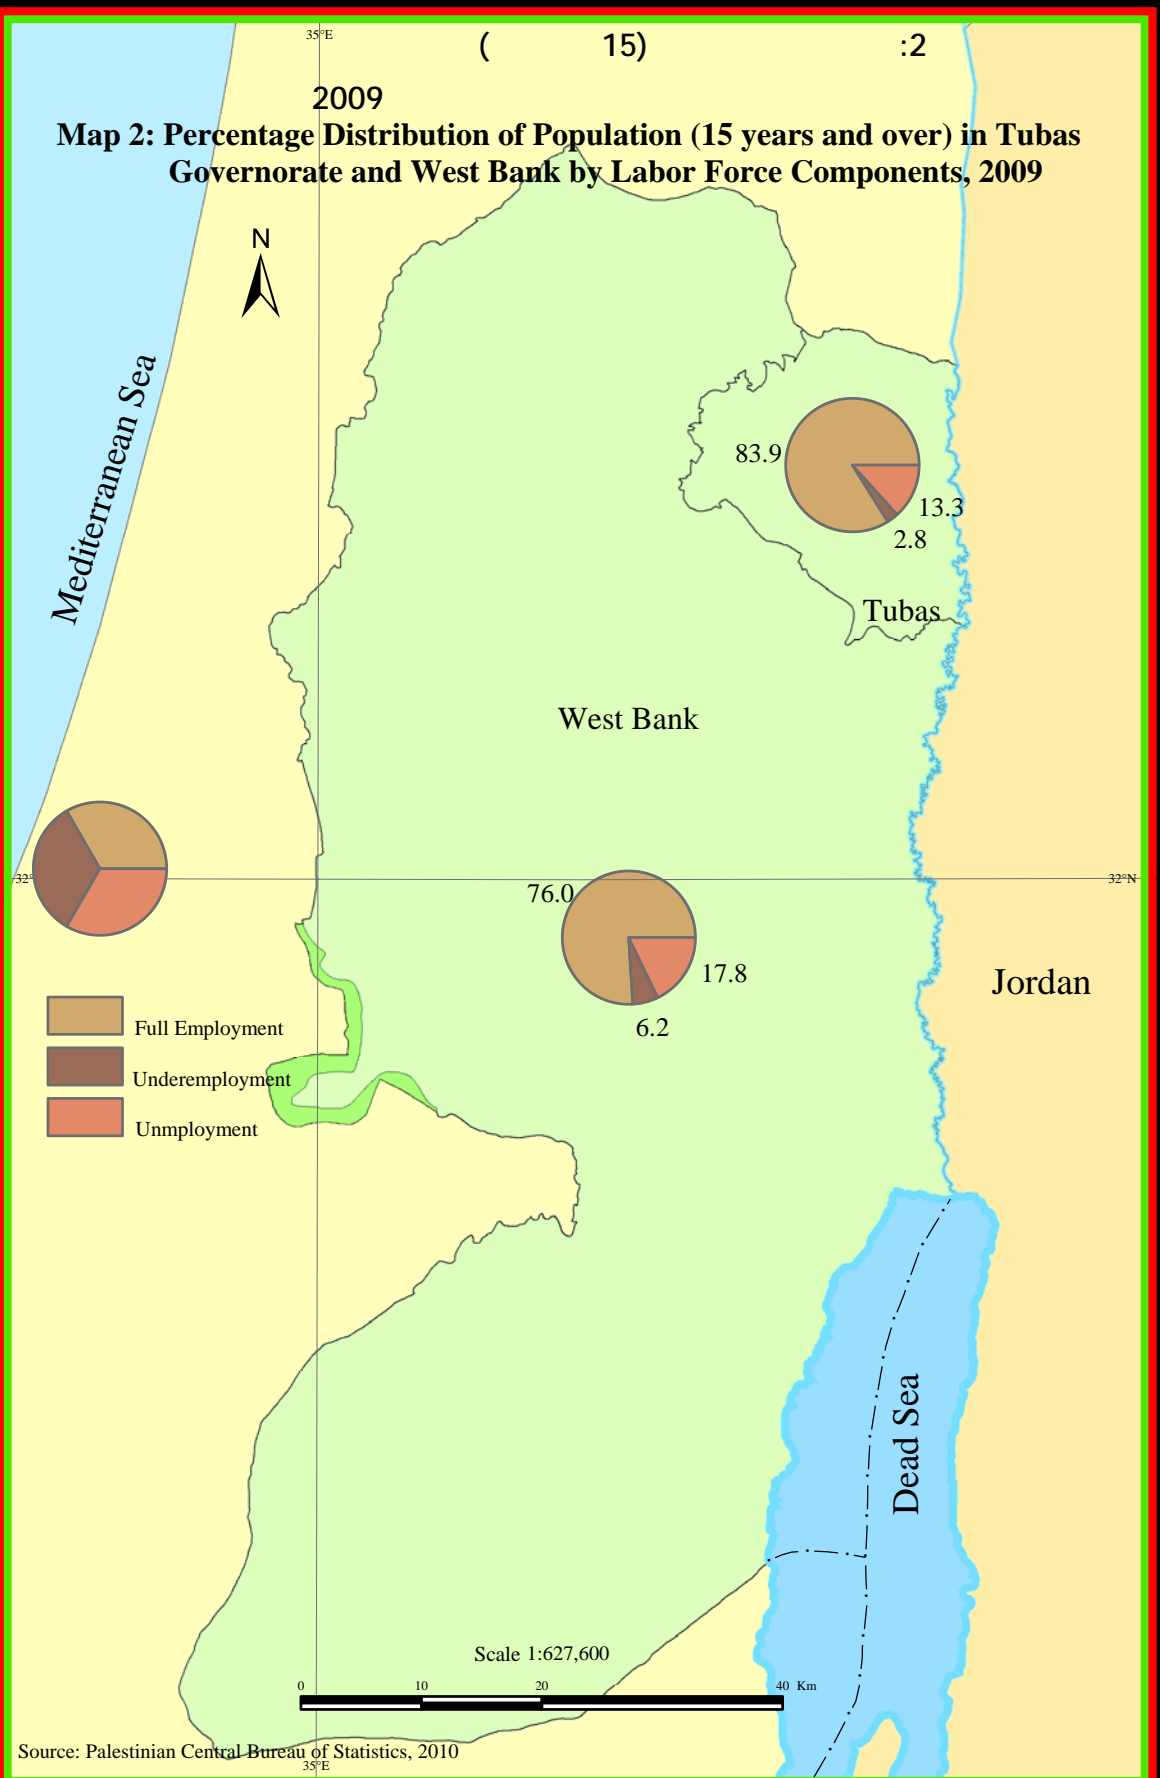 35°E
( 15) :2
2009
Map 2: Percentage Distribution of Population (15 years and over) in Tubas
Governorate and West Bank by Labor Force Components, 2009
N
Mediterranean Sea
83.9
13.3
2.8
Tubas
West Bank
32°
32°N
76.0
17.8
6.2
Jordan
Full Employment
Underemployment
Unmployment
Dead Sea
Scale 1:627,600
0 10 20 40 Km
Source: Palestinian Central Bureau of Statistics, 2010
35°E